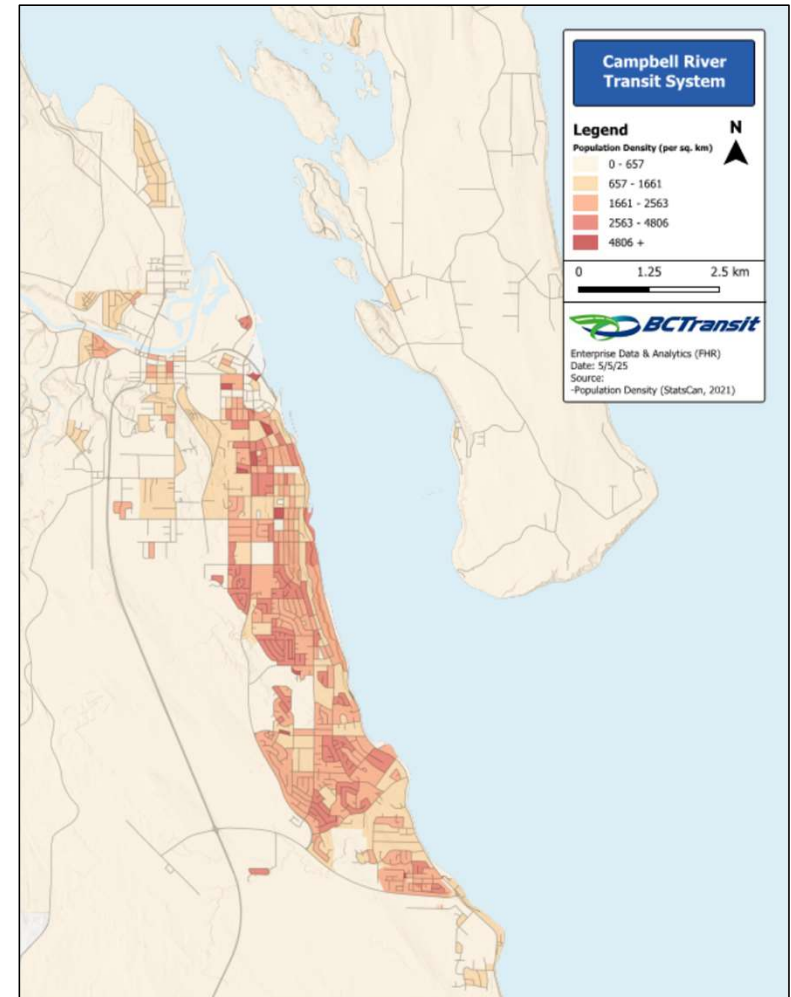 Campbell River
Transit System
Legend
N
Population Density (per sq. km)
0 - 657
657 - 1661
1661 - 2563
2563 - 4806
4806 +
0 1.25 2.5 km
BCTransit
Enterprise Data & Analytics (FHR)
Date: 5/5/25
Source:
-Population Density (StatsCan, 2021)